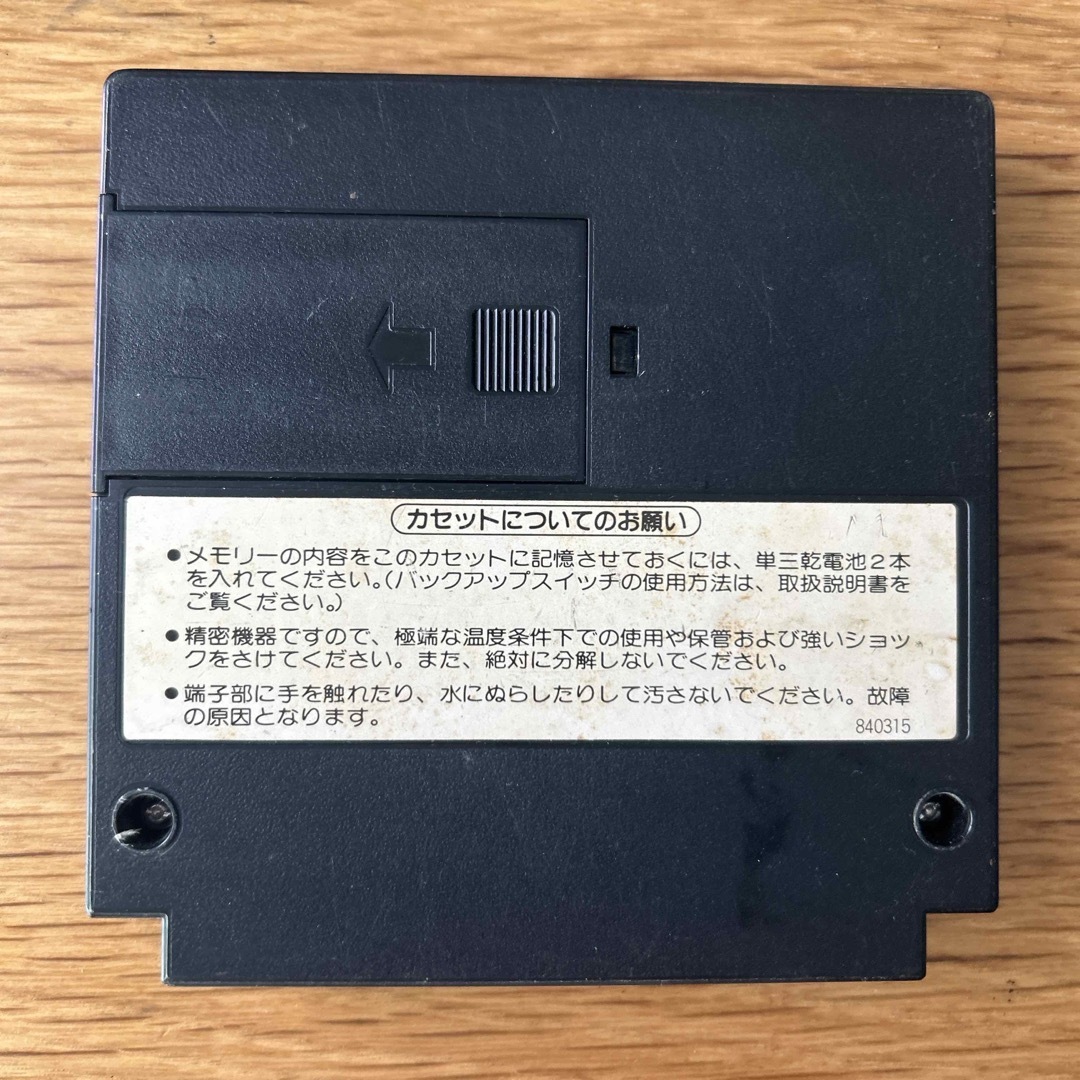 カセットについてのお願い
●メモリーの内容をこのカセットに記憶させておくには、単三乾電池2本
を入れてください。(バックアップスイッチの使用方法は、取扱説明書を
ご覧ください。)
●精密機器ですので、極端な温度条件下での使用や保管および強いショッ
クをさけてください。また、絶対に分解しないでください。
●端子部に手を触れたり、水にぬらしたりして汚さないでください。故障
の原因となります。
840315